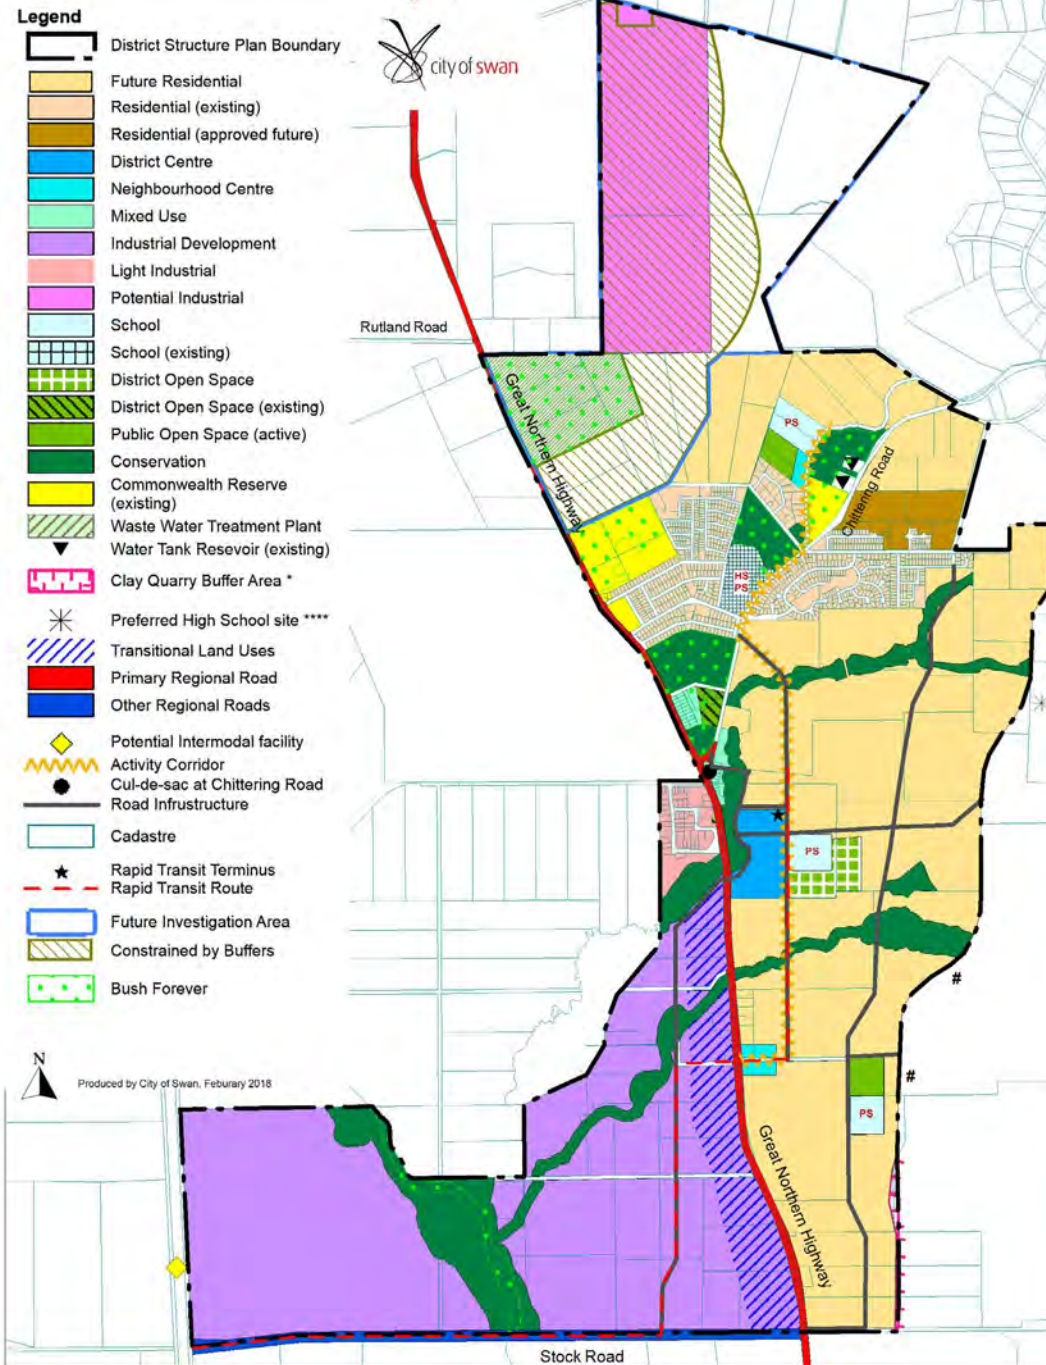 Legend
District Structure Plan Boundary
Future Residential
Residential (existing)
Residential (approved future)
District Centre
Neighbourhood Centre
Mixed Use
Industrial Development
Light Industrial
Potential Industrial
School
School (existing)
District Open Space
District Open Space (existing)
Public Open Space (active)
Conservation
Commonwealth Reserve
(existing)
Waste Water Treatment Plant
Water Tank Resevoir (existing)
Clay Quarry Buffer Area *
Preferred High School site ****
Transitional Land Uses
Primary Regional Road
Other Regional Roads
Potential Intermodal facility
Activity Corridor
Cul-de-sac at Chittering Road
Road Infrustructure
Cadastre
Rapid Transit Terminus
Rapid Transit Route
Future Investigation Area
Constrained by Buffers
Bush Forever
N
Produced by City of Swan, Feburary 2018
city of swan
Rutland Road
Great Northern Highway
PS
Chittering Road
HS
PS
PS
#
#
PS
Great Northern Highway
Stock Road